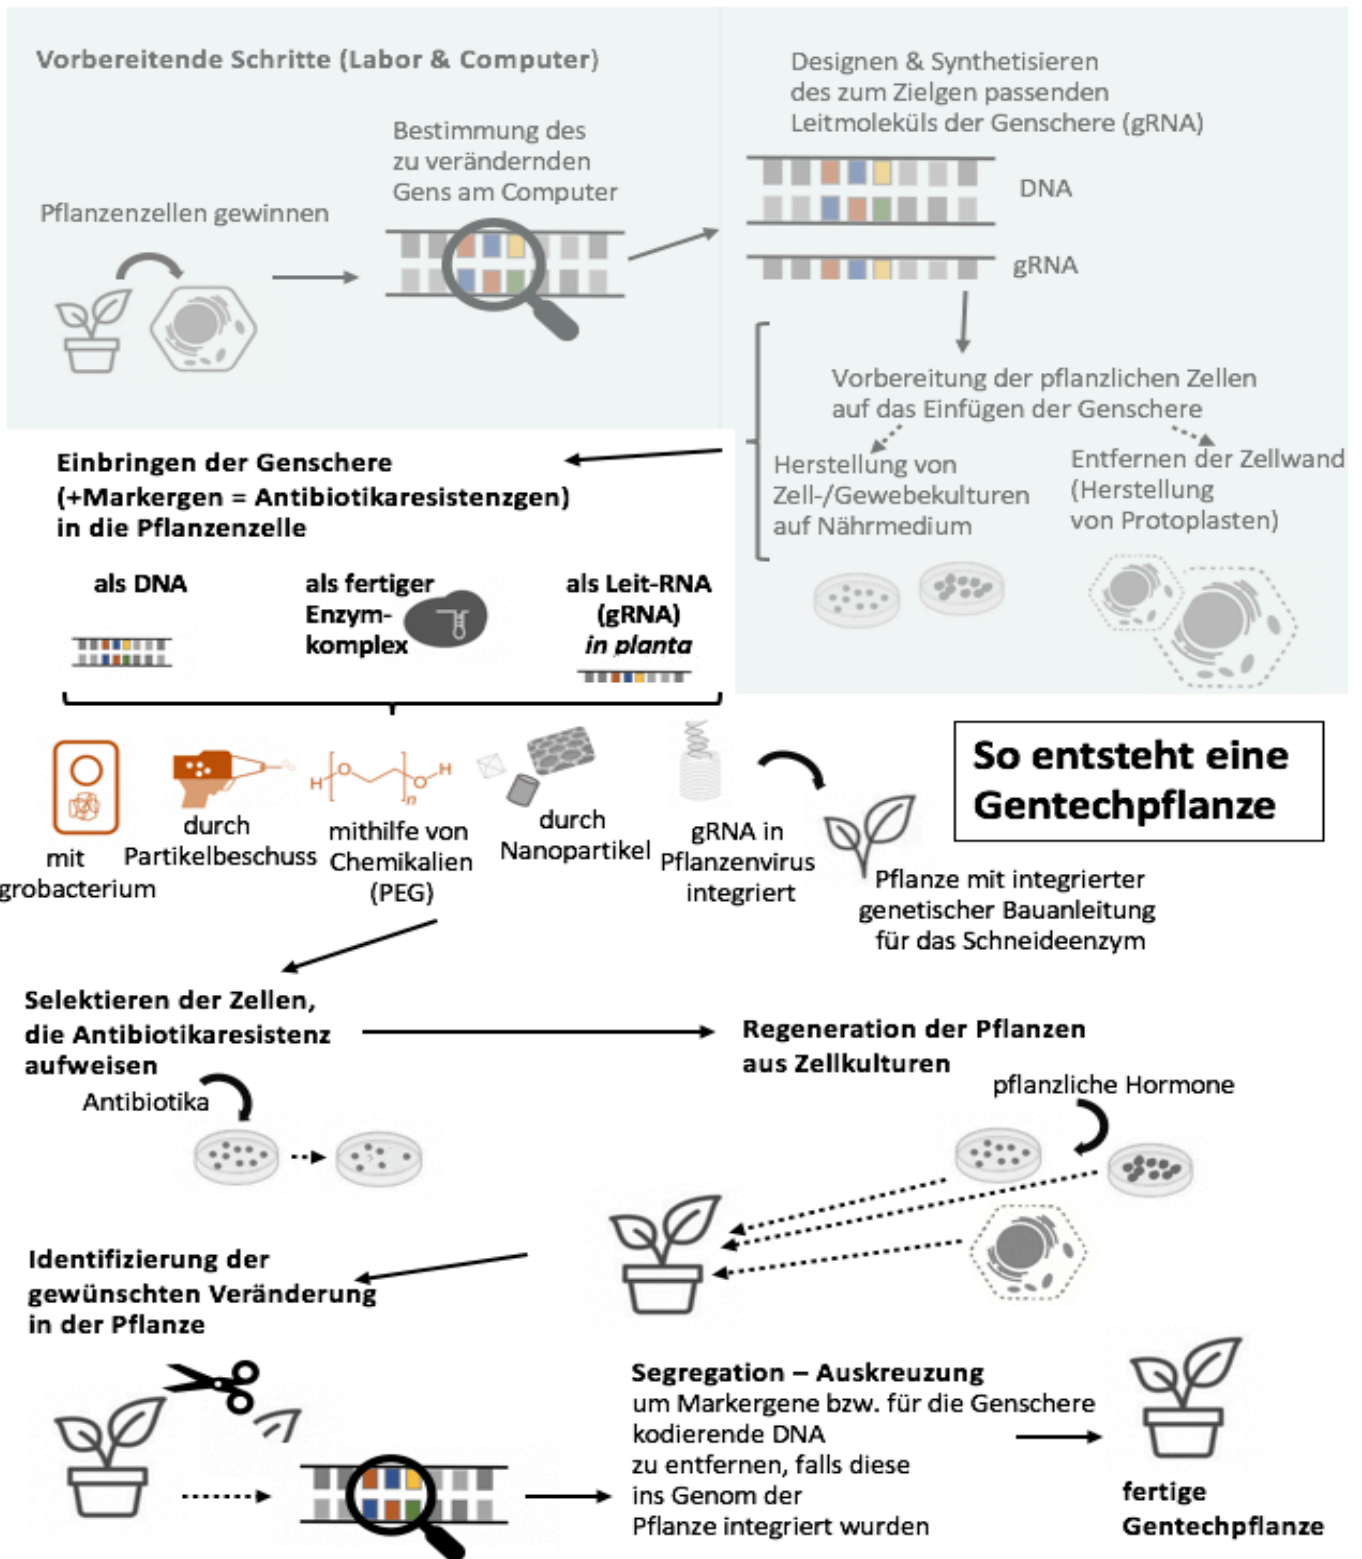 Vorbereitende Schritte (Labor & Computer)
Pflanzenzellen gewinnen
Bestimmung des
zu verändernden
Gens am Computer
Designen & Synthetisieren
des zum Zielgen passenden
Leitmoleküls der Genschere (gRNA)
DNA
gRNA
Vorbereitung der pflanzlichen Zellen
auf das Einfügen der Genschere
Herstellung von
Zell-/Gewebekulturen
auf Nährmedium
Entfernen der Zellwand
(Herstellung
von Protoplasten)
Einbringen der Genschere
(+Markergen = Antibiotikaresistenzgen)
in die Pflanzenzelle
als DNA
als fertiger
Enzym-
komplex
als Leit-RNA
(gRNA)
in planta
So entsteht eine
Gentechpflanze
mit
grobacterium
durch
Partikelbeschuss
H O O H n
mithilfe von
Chemikalien
(PEG)
durch
Nanopartikel
gRNA in
Pflanzenvirus
integriert
Pflanze mit integrierter
genetischer Bauanleitung
für das Schneideenzym
Selektieren der Zellen,
die Antibiotikaresistenz
aufweisen
Antibiotika
Regeneration der Pflanzen
aus Zellkulturen
pflanzliche Hormone
Identifizierung der
gewünschten Veränderung
in der Pflanze
Segregation – Auskreuzung
um Markergene bzw. für die Genschere
kodierende DNA
zu entfernen, falls diese
ins Genom der
Pflanze integriert wurden
fertige
Gentechpflanze